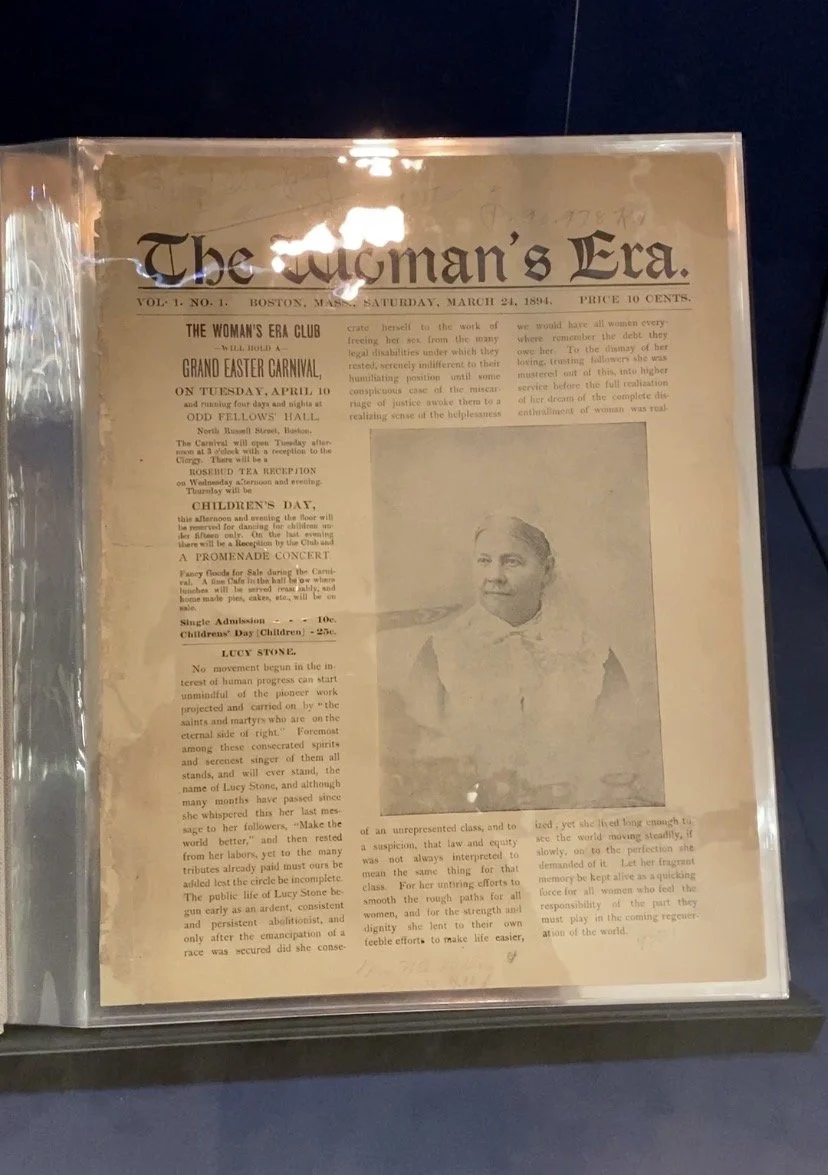 The Woman's Era.
VOL. 1. NO. 1. BOSTON, MASS., SATURDAY, MARCH 24, 1894. PRICE 10 CENTS.
THE WOMAN'S ERA CLUB
—WILL HOLD A—
GRAND EASTER CARNIVAL,
ON TUESDAY, APRIL 10
and running four days and nights at
ODD FELLOWS' HALL
North Russell Street, Boston.
The Carnival will open Tuesday after-
noon at 3 o'clock with a reception to the
Clergy. There will be a
ROSEBUD TEA RECEPTION
on Wednesday afternoon and evening.
Thursday will be
CHILDREN'S DAY,
this afternoon and evening the floor will
be reserved for dancing for children un-
der fifteen only. On the last evening
there will be a Reception by the Club and
A PROMENADE CONCERT
Fancy Goods for Sale during the Carni-
val. A fine Cafe in the hall below where
lunches will be served reasonably, and
home made pies, cakes, etc., will be on
sale.
Single Admission - - - 10c.
Childrens' Day [Children] - 25c.
LUCY STONE.
No movement begun in the in-
terest of human progress can start
unmindful of the pioneer work
projected and carried on by "the
saints and martyrs who are on the
eternal side of right." Foremost
among these consecrated spirits
and serenest singer of them all
stands, and will ever stand, the
name of Lucy Stone, and although
many months have passed since
she whispered this her last mes-
sage to her followers, "Make the
world better," and then rested
from her labors, yet to the many
tributes already paid must ours be
added lest the circle be incomplete.
The public life of Lucy Stone be-
gun early as an ardent, consistent
and persistent abolitionist, and
only after the emancipation of a
race was secured did she conse-
crate herself to the work of
freeing her sex from the many
legal disabilities under which they
rested, serenely indifferent to their
humiliating position until some
conspicuous case of the miscar-
riage of justice awoke them to a
realizing sense of the helplessness
of an unrepresented class, and to
a suspicion, that law and equity
was not always interpreted to
mean the same thing for that
class. For her untiring efforts to
smooth the rough paths for all
women, and for the strength and
dignity she lent to their own
feeble efforts to make life easier,
we would have all women every-
where remember the debt they
owe her. To the dismay of her
loving, trusting followers she was
mustered out of this, into higher
service before the full realization
of her dream of the complete dis-
enthrallment of woman was real-
ized, yet she lived long enough to
see the world moving steadily, if
slowly, on to the perfection she
demanded of it. Let her fragrant
memory be kept alive as a quicking
force for all women who feel the
responsibility of the part they
must play in the coming regener-
ation of the world.